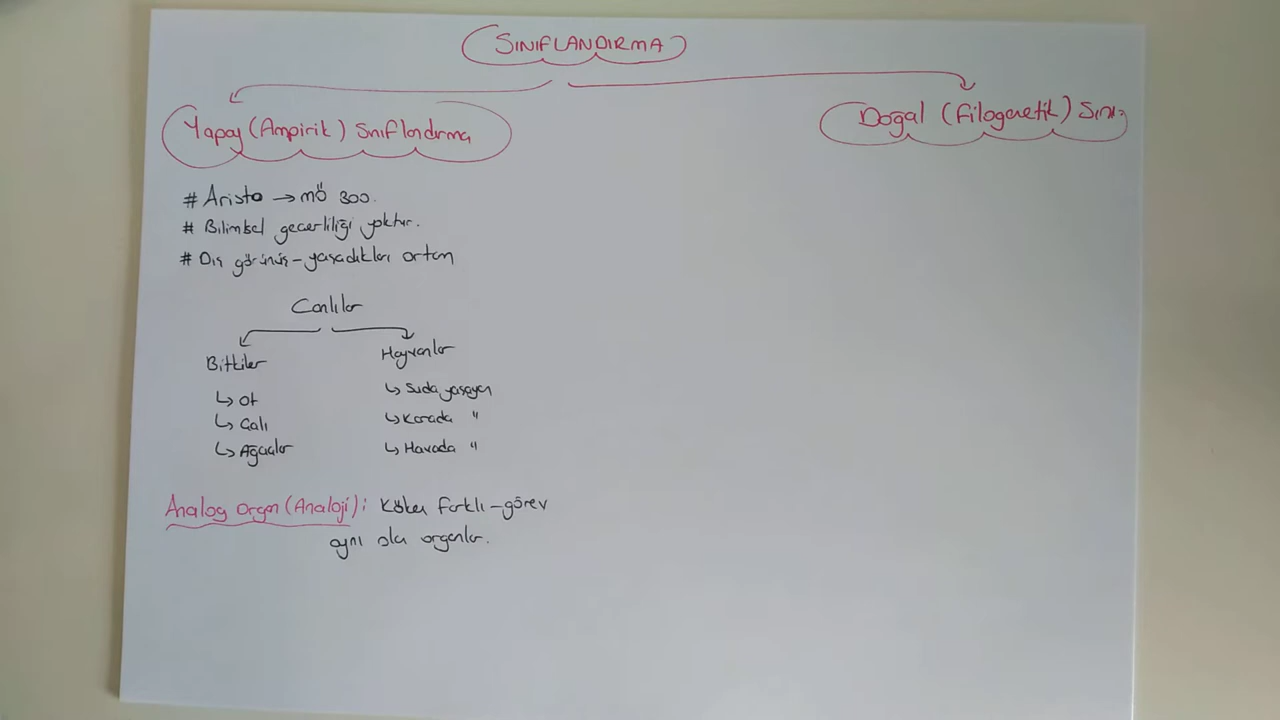 SINIFLANDIRMA
Yapay (Ampirik) Sınıflandırma
Doğal (Filogenetik) Sını.
# Aristo → mÖ 300.
# Bilimsel geçerliliği yoktur.
# Dış görünüş - yaşadıkları ortam
Canlılar
Bitkiler
↳ Ot
↳ Çalı
↳ Ağaçlar
Hayvanlar
↳ Suda yaşayan
↳ Karada "
↳ Havada "
Analog Organ (Analoji): Köken farklı - görev
aynı olan organlar.